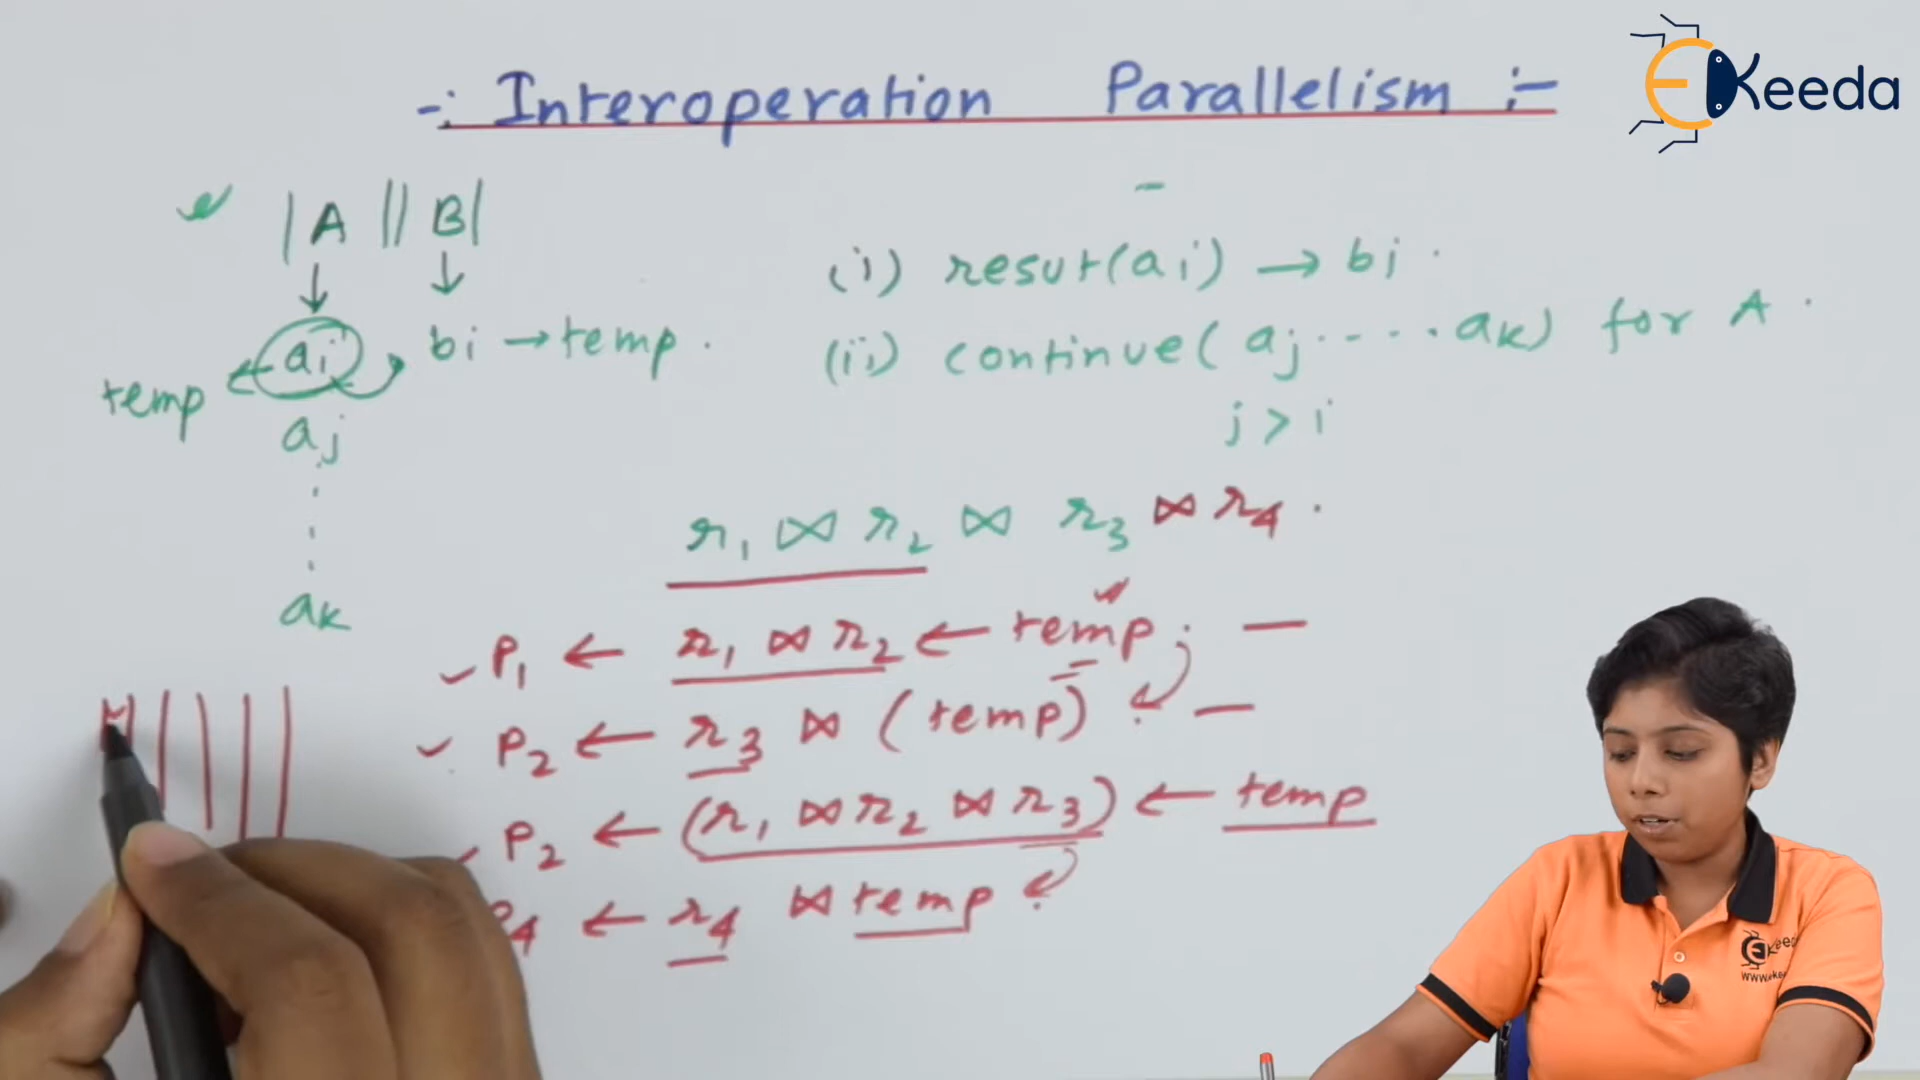 -: Interoperation Parallelism :-
EKeeda
|A || B|
(i) resut(ai) → bj .
ai
bi → temp .
temp
(ii) continue( aj ..... ak) for A .
aj
j > i
r1 ⋈ r2 ⋈ r3 ⋈ r4 .
ak
P1 ← r1 ⋈ r2 ← temp ; —
P2 ← r3 ⋈ (temp) —
P2 ← (r1 ⋈ r2 ⋈ r3) ← temp
P4 ← r4 ⋈ temp